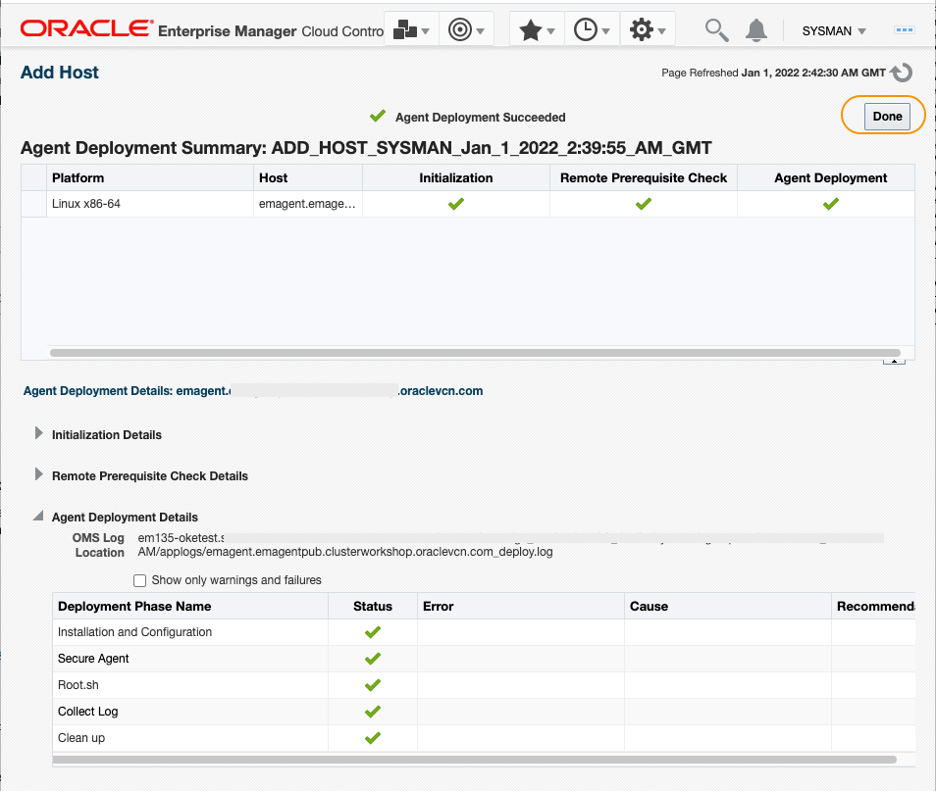 ORACLE® Enterprise Manager Cloud Contro
SYSMAN
Add Host
Page Refreshed Jan 1, 2022 2:42:30 AM GMT
Agent Deployment Succeeded
Done
Agent Deployment Summary: ADD_HOST_SYSMAN_Jan_1_2022_2:39:55_AM_GMT
Platform Host Initialization Remote Prerequisite Check Agent Deployment
Linux x86-64 emagent.emage...
Agent Deployment Details: emagent. .oraclevcn.com
Initialization Details
Remote Prerequisite Check Details
Agent Deployment Details
OMS Log em135-oketest.s
Location AM/applogs/emagent.emagentpub.clusterworkshop.oraclevcn.com_deploy.log
Show only warnings and failures
Deployment Phase Name Status Error Cause Recommenda
Installation and Configuration
Secure Agent
Root.sh
Collect Log
Clean up